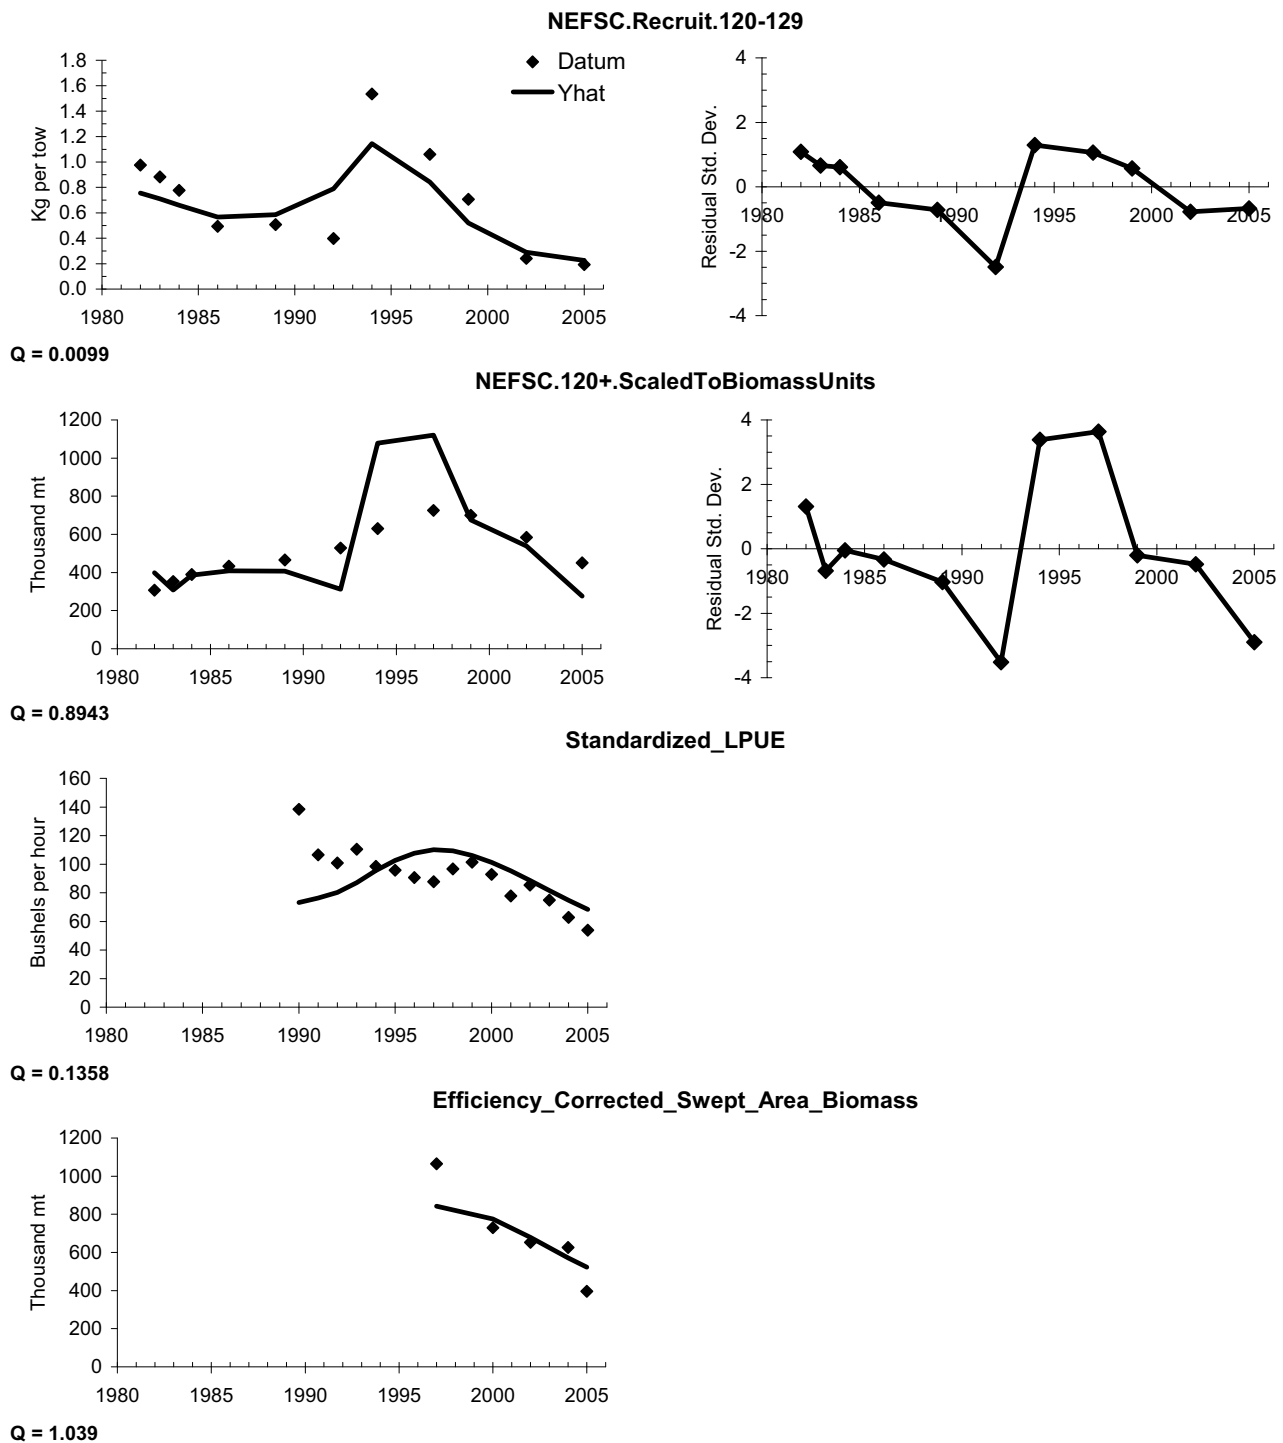 NEFSC.Recruit.120-129
Kg per tow
1.8
1.6
1.4
1.2
1.0
0.8
0.6
0.4
0.2
0.0
1980 1985 1990 1995 2000 2005
Datum
Yhat
Residual Std. Dev.
4
2
0
-2
-4
1980 1985 1990 1995 2000 2005
Q = 0.0099
NEFSC.120+.ScaledToBiomassUnits
Thousand mt
1200
1000
800
600
400
200
0
1980 1985 1990 1995 2000 2005
Residual Std. Dev.
4
2
0
-2
-4
1980 1985 1990 1995 2000 2005
Q = 0.8943
Standardized_LPUE
Bushels per hour
160
140
120
100
80
60
40
20
0
1980 1985 1990 1995 2000 2005
Q = 0.1358
Efficiency_Corrected_Swept_Area_Biomass
Thousand mt
1200
1000
800
600
400
200
0
1980 1985 1990 1995 2000 2005
Q = 1.039